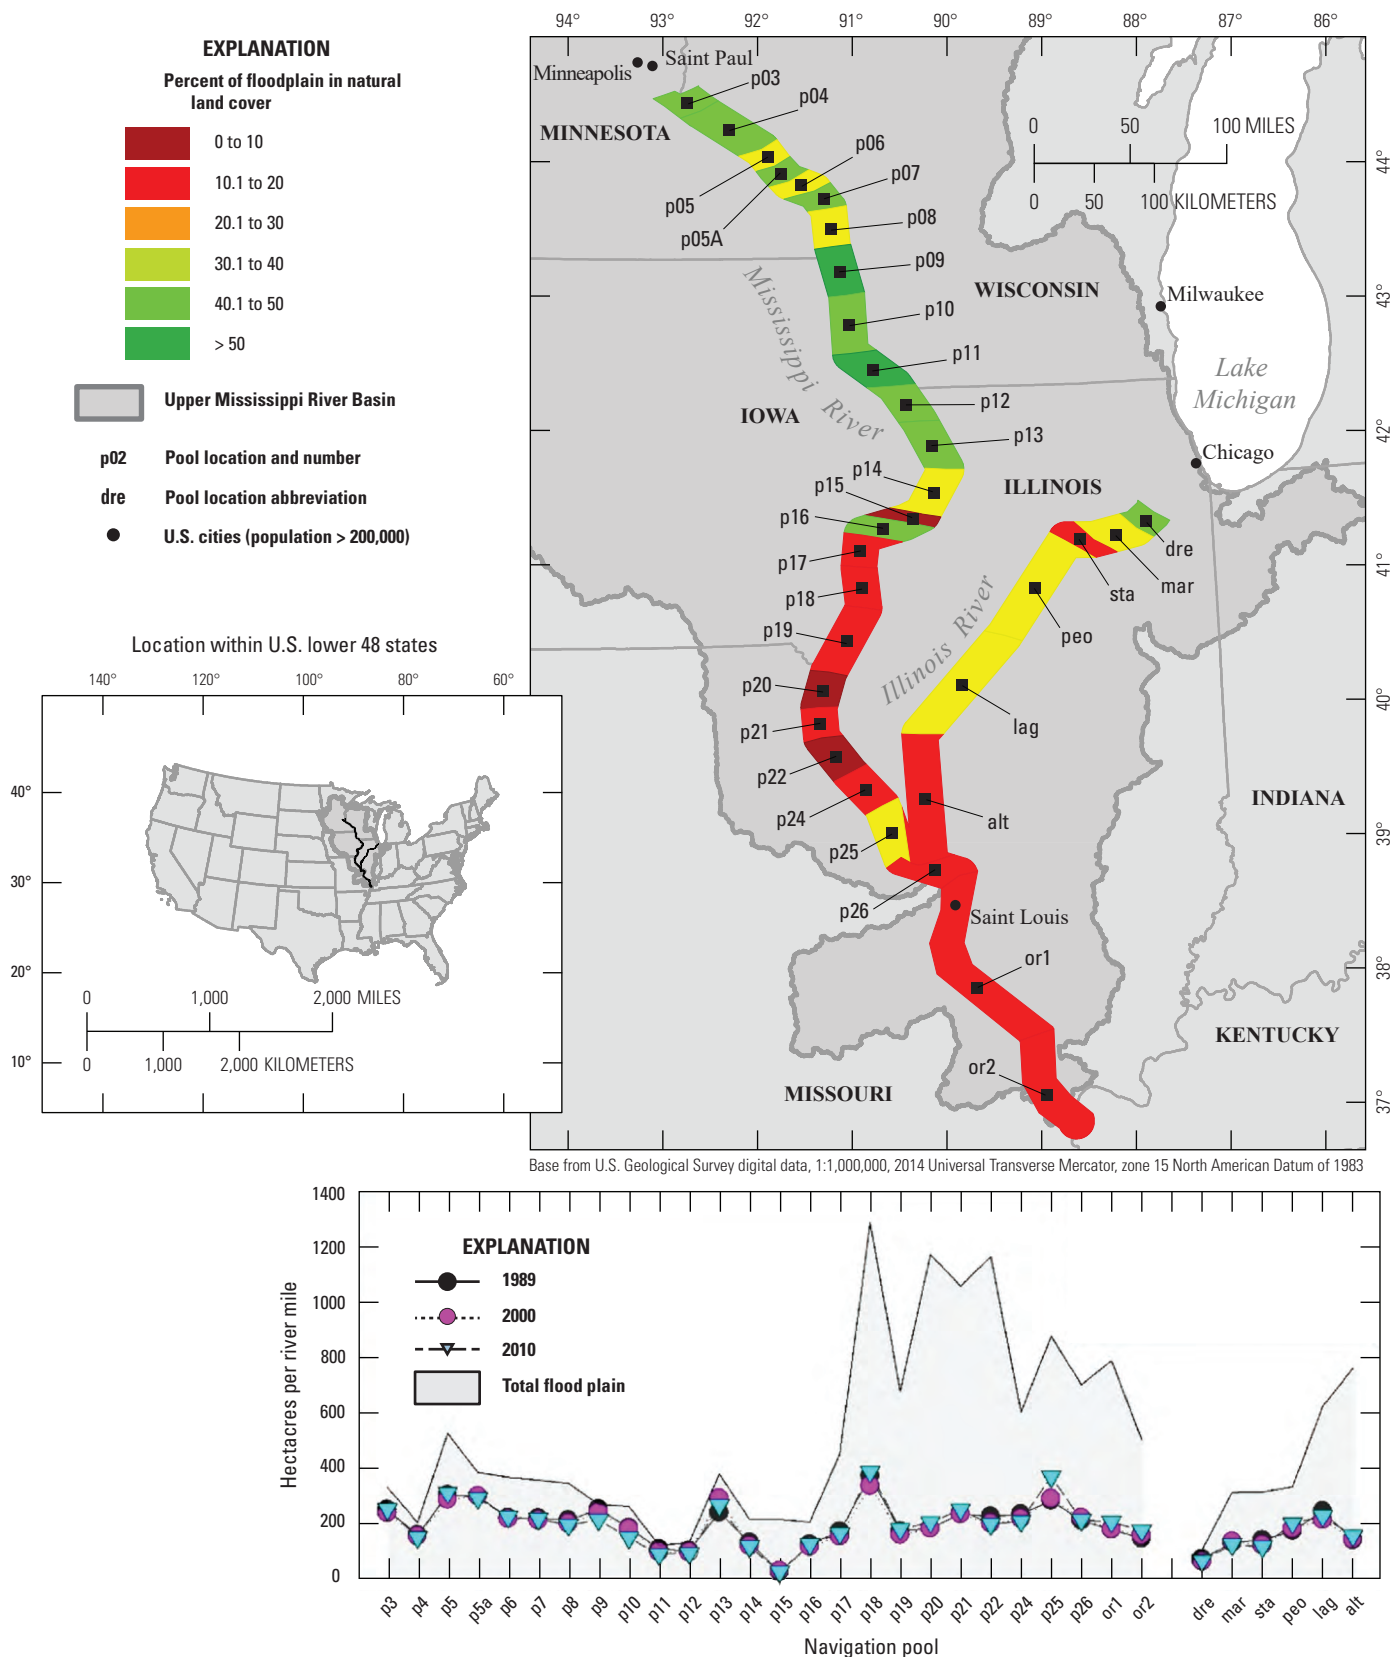 EXPLANATION
Percent of floodplain in natural
land cover
0 to 10
10.1 to 20
20.1 to 30
30.1 to 40
40.1 to 50
> 50
Upper Mississippi River Basin
p02 Pool location and number
dre Pool location abbreviation
U.S. cities (population > 200,000)
94° 93° 92° 91° 90° 89° 88° 87° 86°
44°
43°
42°
41°
40°
39°
38°
37°
Minneapolis
Saint Paul
MINNESOTA
p03
p04
p05
p05A
p06
p07
p08
p09
p10
p11
p12
p13
p14
p15
p16
p17
p18
p19
p20
p21
p22
p24
p25
p26
or1
or2
alt
lag
peo
sta
mar
dre
0 50 100 MILES
0 50 100 KILOMETERS
Mississippi River
WISCONSIN
Milwaukee
Lake
Michigan
IOWA
Chicago
ILLINOIS
Illinois River
INDIANA
Saint Louis
KENTUCKY
MISSOURI
Base from U.S. Geological Survey digital data, 1:1,000,000, 2014 Universal Transverse Mercator, zone 15 North American Datum of 1983
Location within U.S. lower 48 states
140° 120° 100° 80° 60°
40°
30°
20°
10°
0 1,000 2,000 MILES
0 1,000 2,000 KILOMETERS
Hectacres per river mile
1400
1200
1000
800
600
400
200
0
EXPLANATION
1989
2000
2010
Total flood plain
p3 p4 p5 p5a p6 p7 p8 p9 p10 p11 p12 p13 p14 p15 p16 p17 p18 p19 p20 p21 p22 p24 p25 p26 or1 or2 dre mar sta peo lag alt
Navigation pool